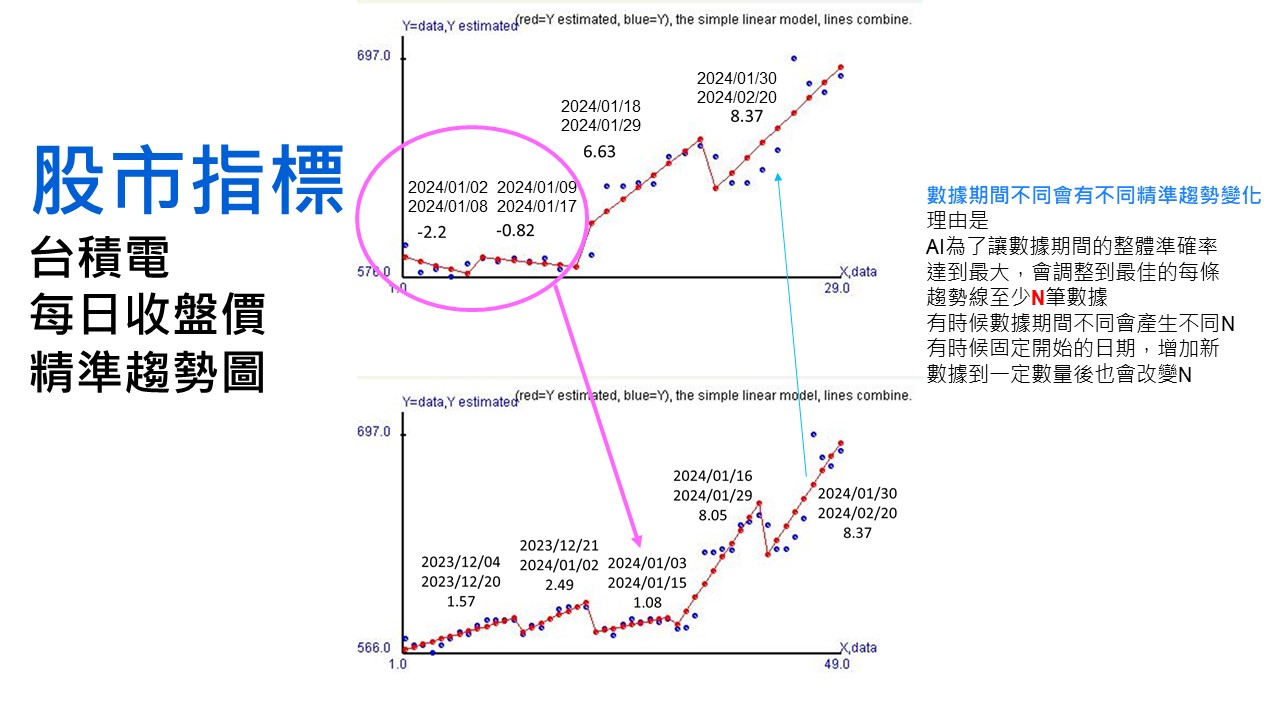 股市指標
台積電
每日收盤價
精準趨勢圖
Y=data,Y estimated
(red=Y estimated, blue=Y), the simple linear model, lines combine.
697.0
2024/01/30
2024/02/20
8.37
2024/01/18
2024/01/29
6.63
2024/01/02
2024/01/08
-2.2
2024/01/09
2024/01/17
-0.82
576.0
X,data
1.0
29.0
Y=data,Y estimated
(red=Y estimated, blue=Y), the simple linear model, lines combine.
697.0
2023/12/04
2023/12/20
1.57
2023/12/21
2024/01/02
2.49
2024/01/03
2024/01/15
1.08
2024/01/16
2024/01/29
8.05
2024/01/30
2024/02/20
8.37
566.0
X,data
1.0
49.0
數據期間不同會有不同精準趨勢變化
理由是
AI為了讓數據期間的整體準確率
達到最大，會調整到最佳的每條
趨勢線至少N筆數據
有時候數據期間不同會產生不同N
有時候固定開始的日期，增加新
數據到一定數量後也會改變N